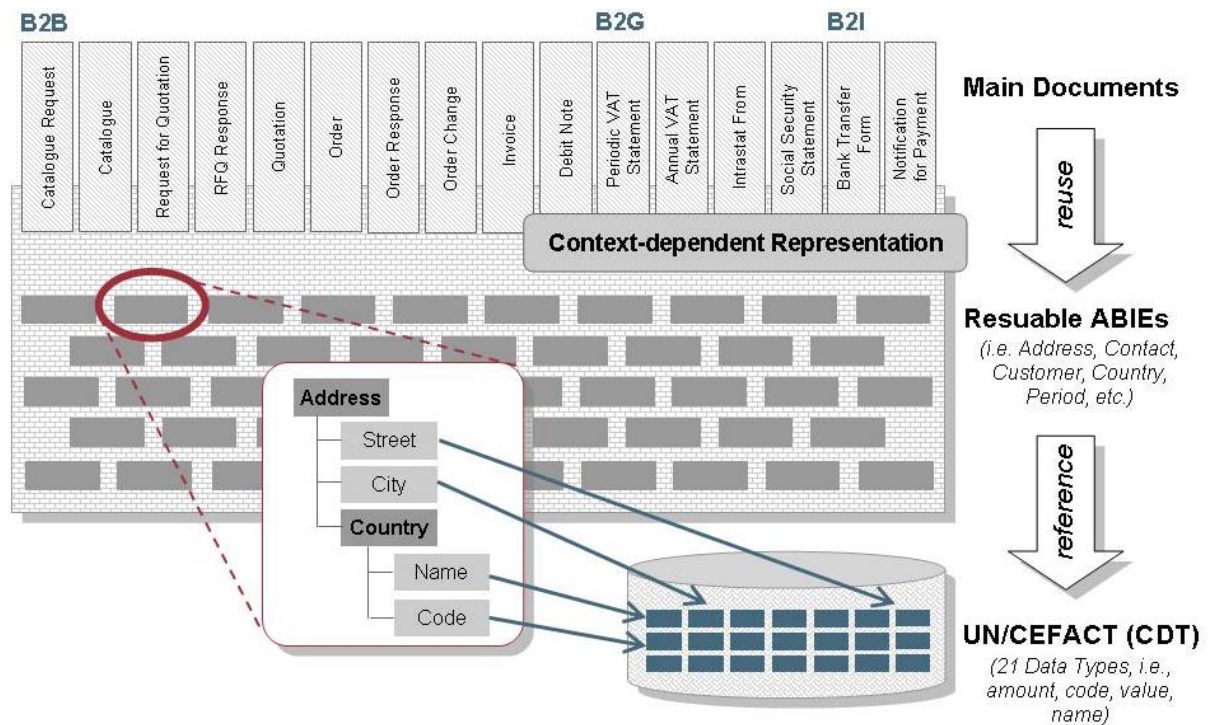 B2B
B2G
B2I
Catalogue Request
Catalogue
Request for Quotation
RFQ Response
Quotation
Order
Order Response
Order Change
Invoice
Debit Note
Periodic VAT
Statement
Annual VAT
Statement
Intrastat From
Social Security
Statement
Bank Transfer
Form
Notification
for Payment
Main Documents
reuse
Context-dependent Representation
Resuable ABIEs
(i.e. Address, Contact,
Customer, Country,
Period, etc.)
Address
Street
City
Country
Name
Code
reference
UN/CEFACT (CDT)
(21 Data Types, i.e.,
amount, code, value,
name)